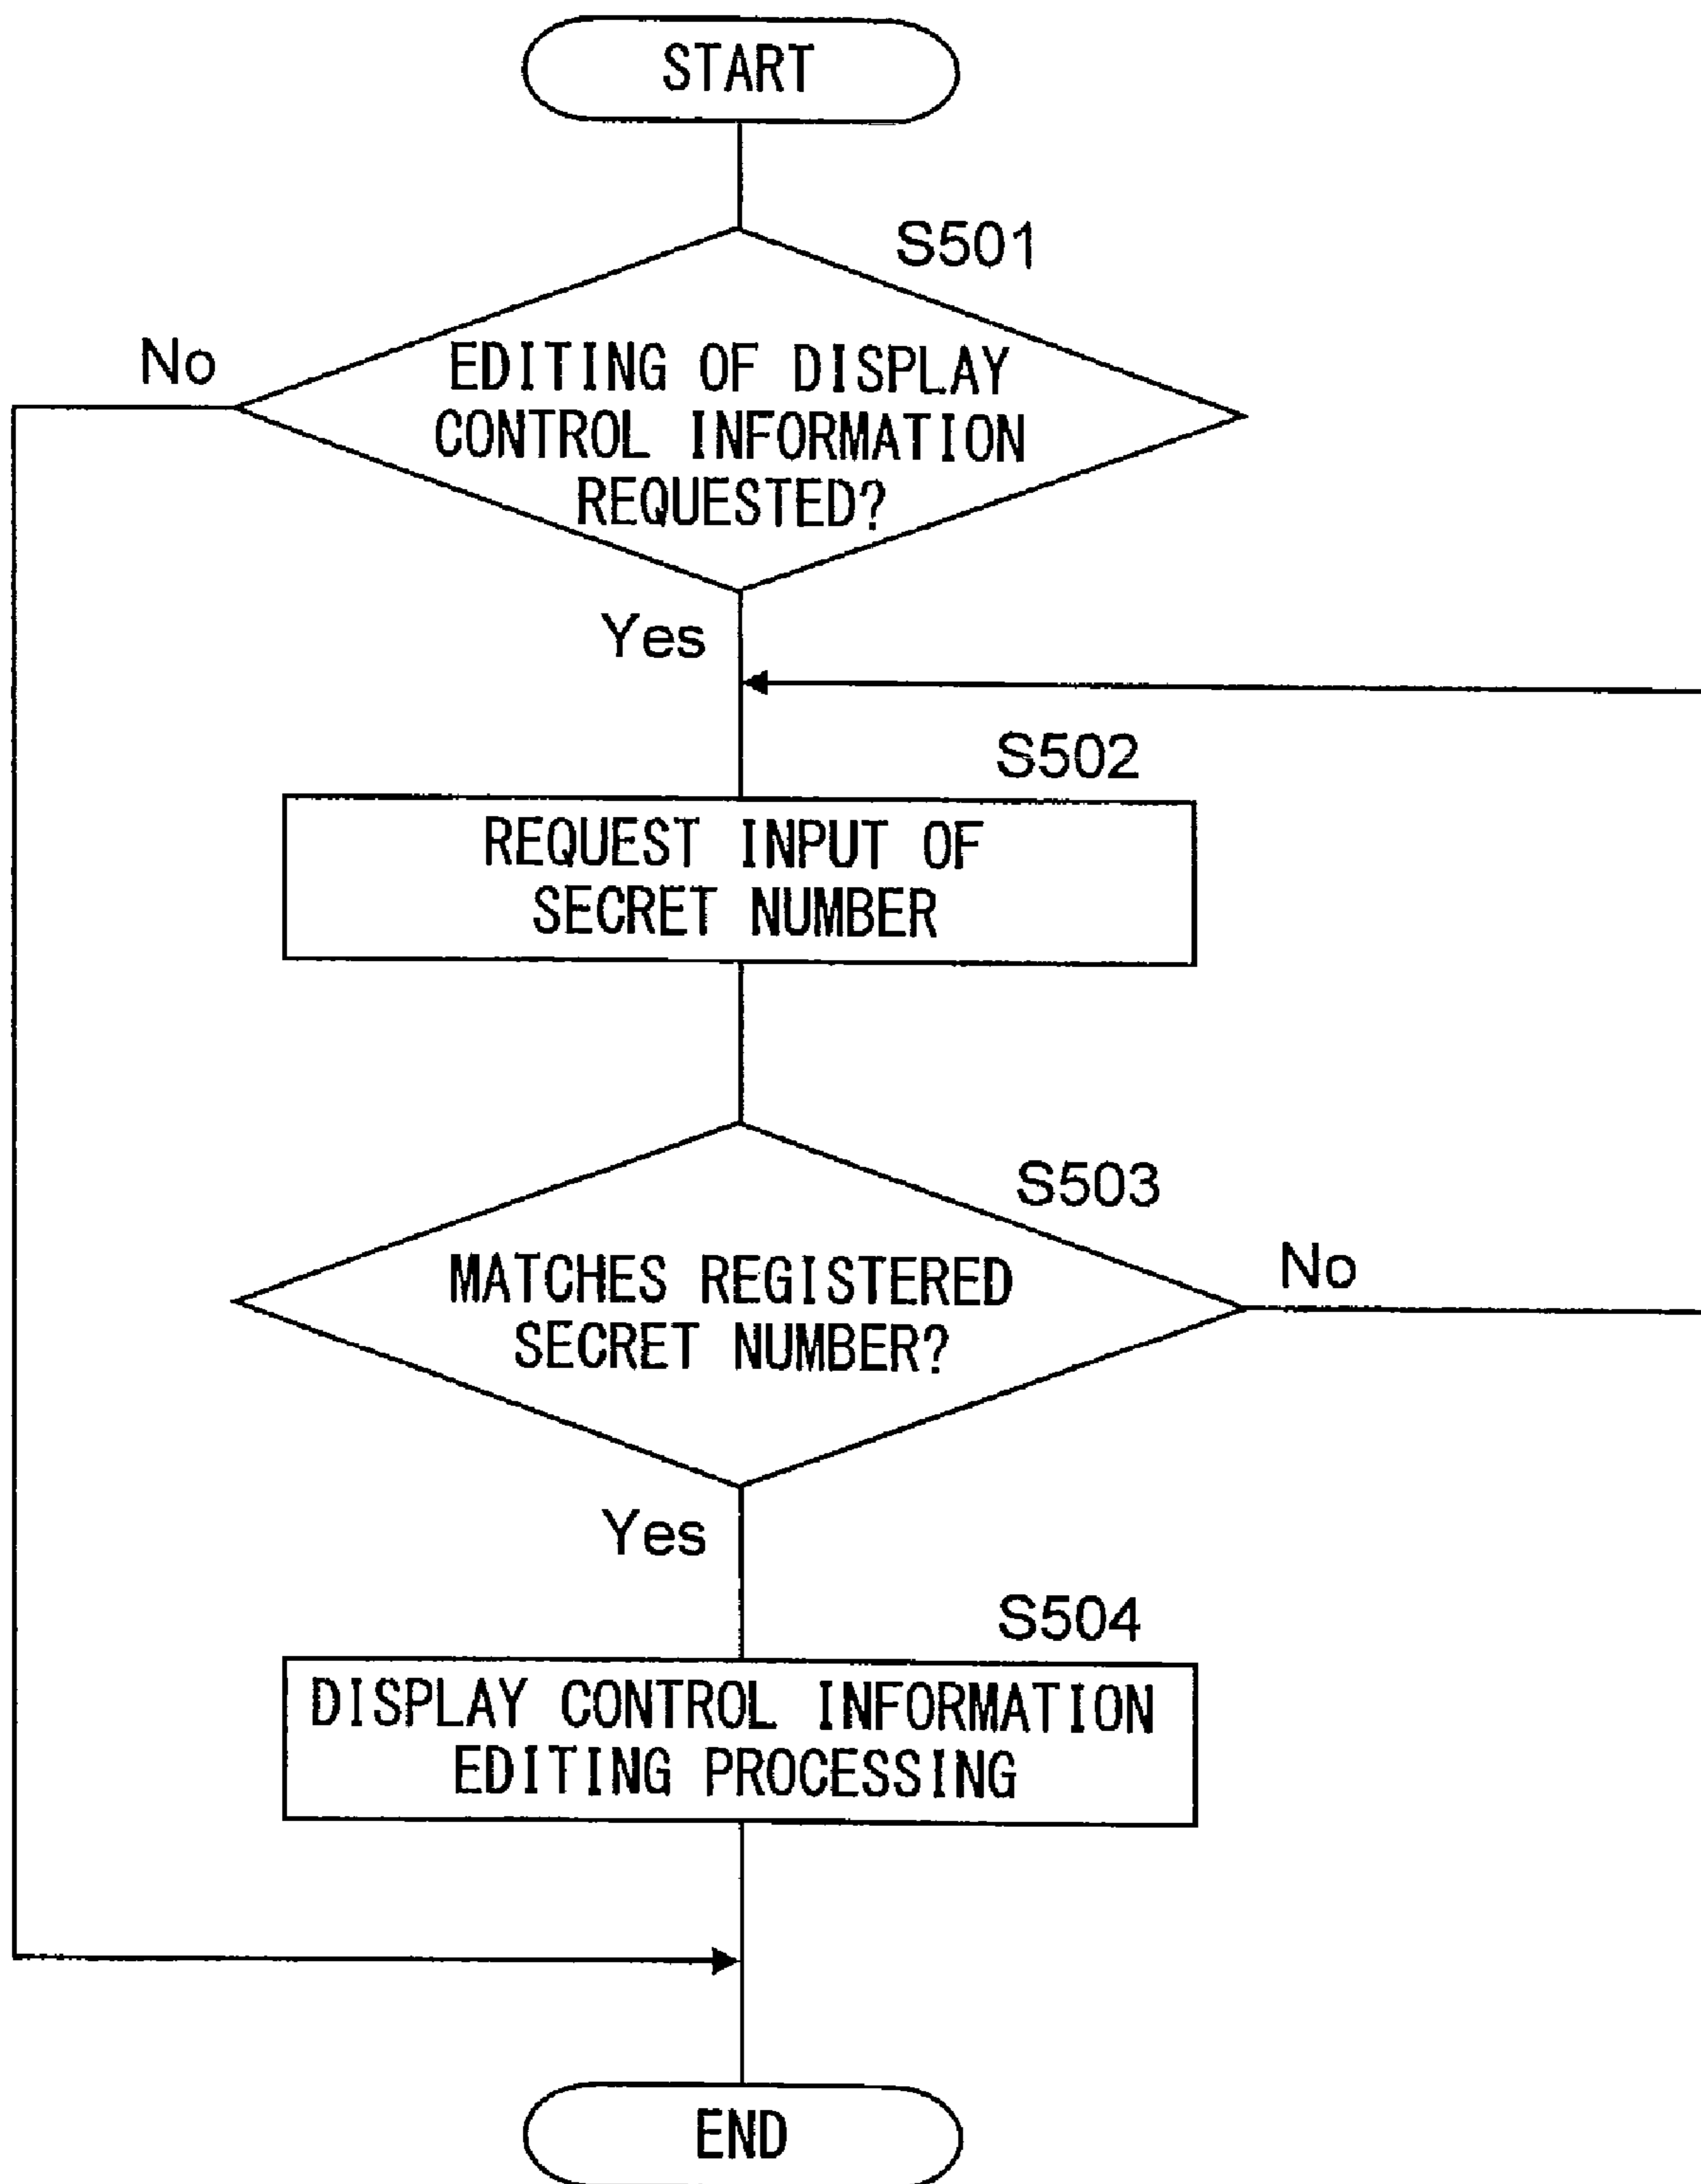 START
S501
No
EDITING OF DISPLAY
CONTROL INFORMATION
REQUESTED?
Yes
S502
REQUEST INPUT OF
SECRET NUMBER
S503
MATCHES REGISTERED
SECRET NUMBER?
No
Yes
S504
DISPLAY CONTROL INFORMATION
EDITING PROCESSING
END